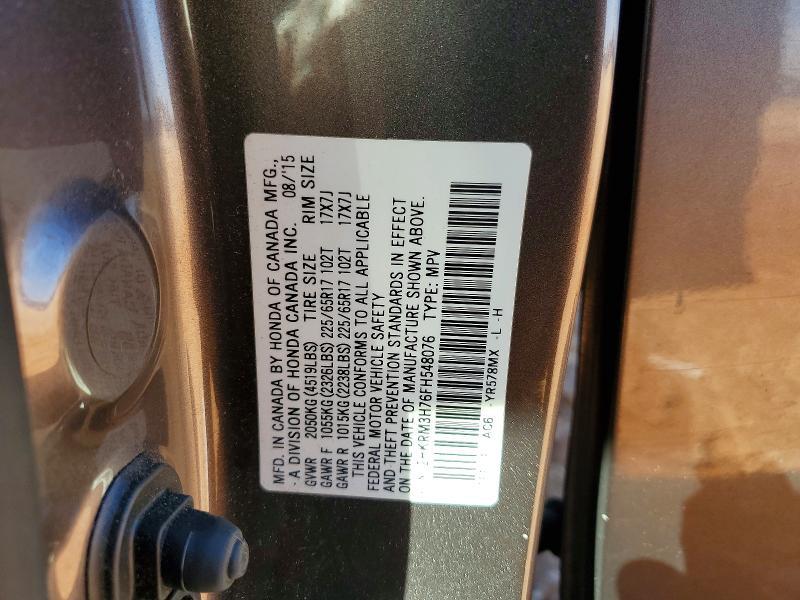 MFD. IN CANADA BY HONDA OF CANADA MFG.,
- A DIVISION OF HONDA CANADA INC. 08/'15
GVWR 2050KG(4519LBS) TIRE SIZE RIM SIZE
GAWR F 1055KG(2326LBS) 225/65R17 102T 17X7J
GAWR R 1015KG(2238LBS) 225/65R17 102T 17X7J
THIS VEHICLE CONFORMS TO ALL APPLICABLE
FEDERAL MOTOR VEHICLE SAFETY
AND THEFT PREVENTION STANDARDS IN EFFECT
ON THE DATE OF MANUFACTURE SHOWN ABOVE.
KRM3H76FH548076 TYPE: MPV
YR578MX -L -H